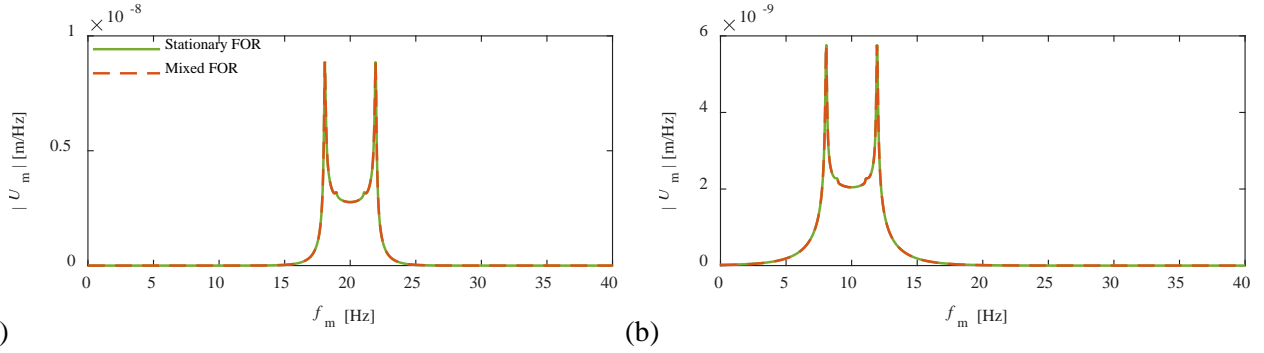 × 10 -8
1
0.5
0
Stationary FOR
Mixed FOR
| U m | [m/Hz]
0 5 10 15 20 25 30 35 40
f m [Hz]
)
× 10 -9
6
4
2
0
| U m | [m/Hz]
0 5 10 15 20 25 30 35 40
f m [Hz]
(b)